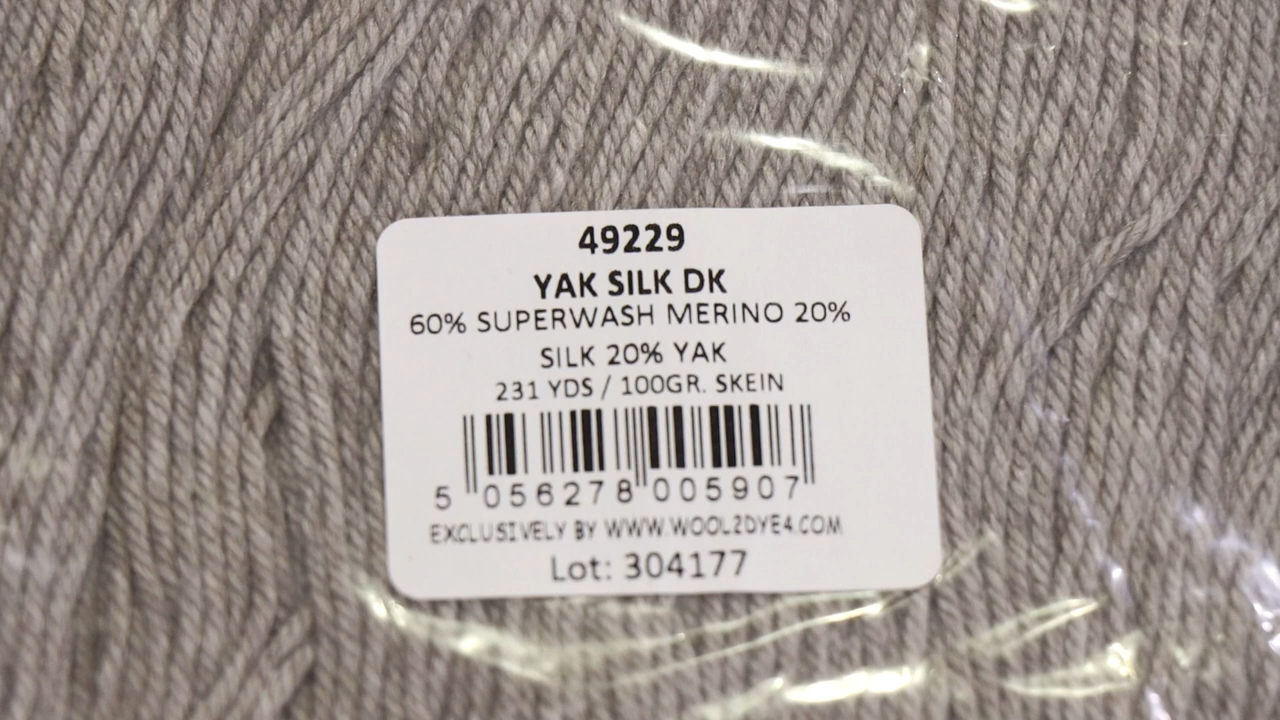 49229
YAK SILK DK
60% SUPERWASH MERINO 20%
SILK 20% YAK
231 YDS / 100GR. SKEIN
5 056278 005907
EXCLUSIVELY BY WWW.WOOL2DYE4.COM
Lot: 304177